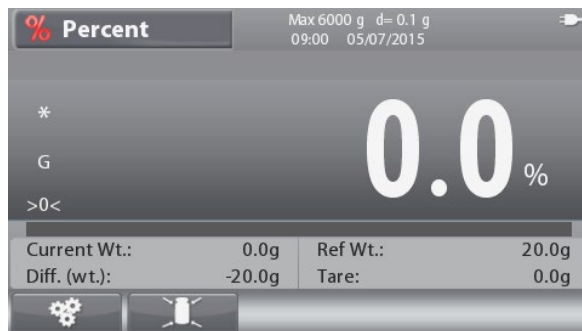 % Percent
Max 6000 g d= 0.1 g
09:00 05/07/2015
*
G
>0<
0.0 %
Current Wt.: 0.0g
Ref Wt.: 20.0g
Diff. (wt.): -20.0g
Tare: 0.0g